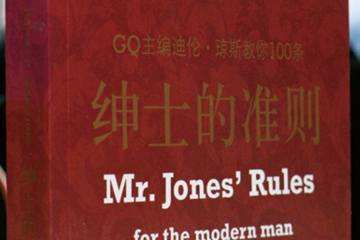 GQ主编迪伦·琼斯教你100条
绅士的准则
Mr. Jones' Rules
for the modern man